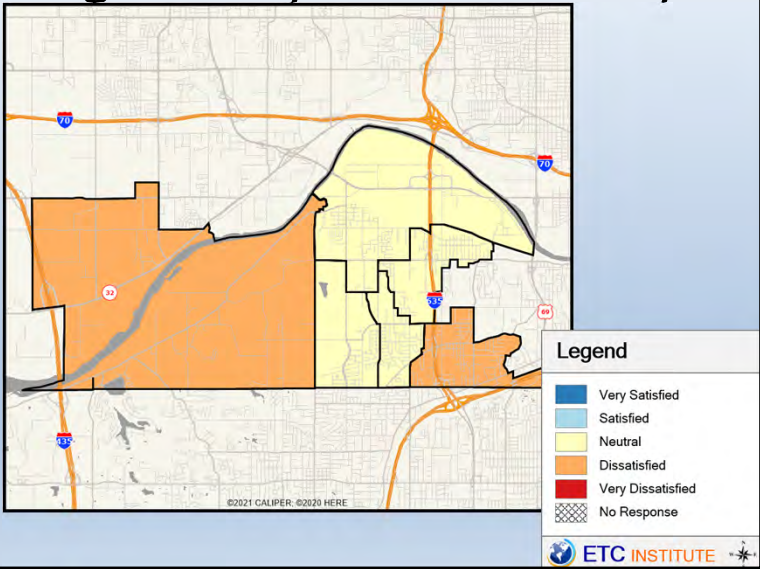 70
70
32
635
69
435
©2021 CALIPER; ©2020 HERE
Legend
Very Satisfied
Satisfied
Neutral
Dissatisfied
Very Dissatisfied
No Response
ETC INSTITUTE